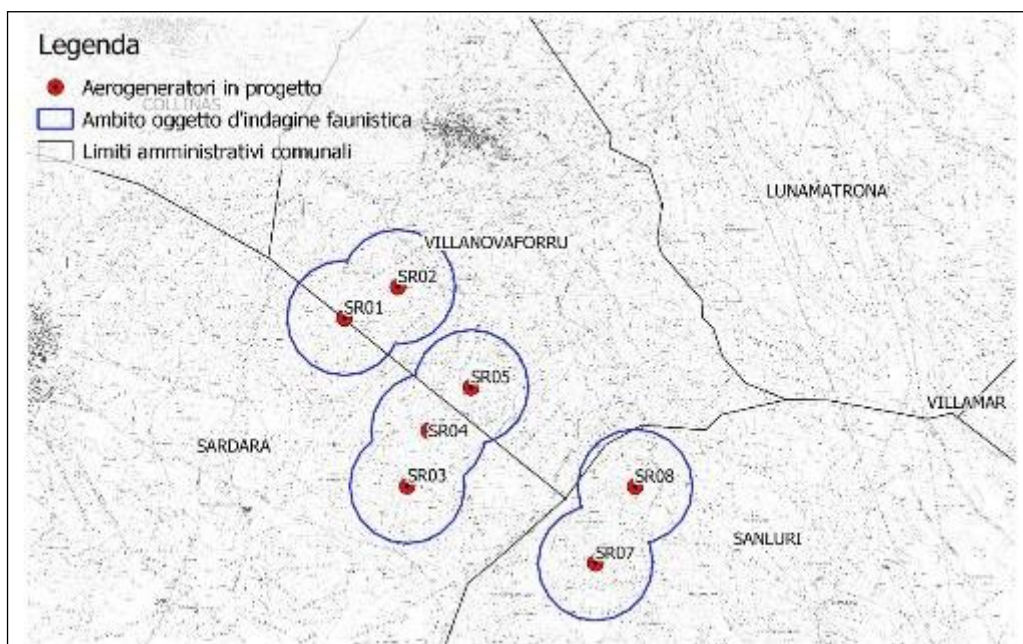 Legenda
Aerogeneratori in progetto
COLLINAS
Ambito oggetto d'indagine faunistica
Limiti amministrativi comunali
LUNAMATRONA
VILLANOVAFORRU
SR02
SR01
SR05
VILLAMAR
SR04
SARDARA
SR03
SR08
SANLURI
SR07